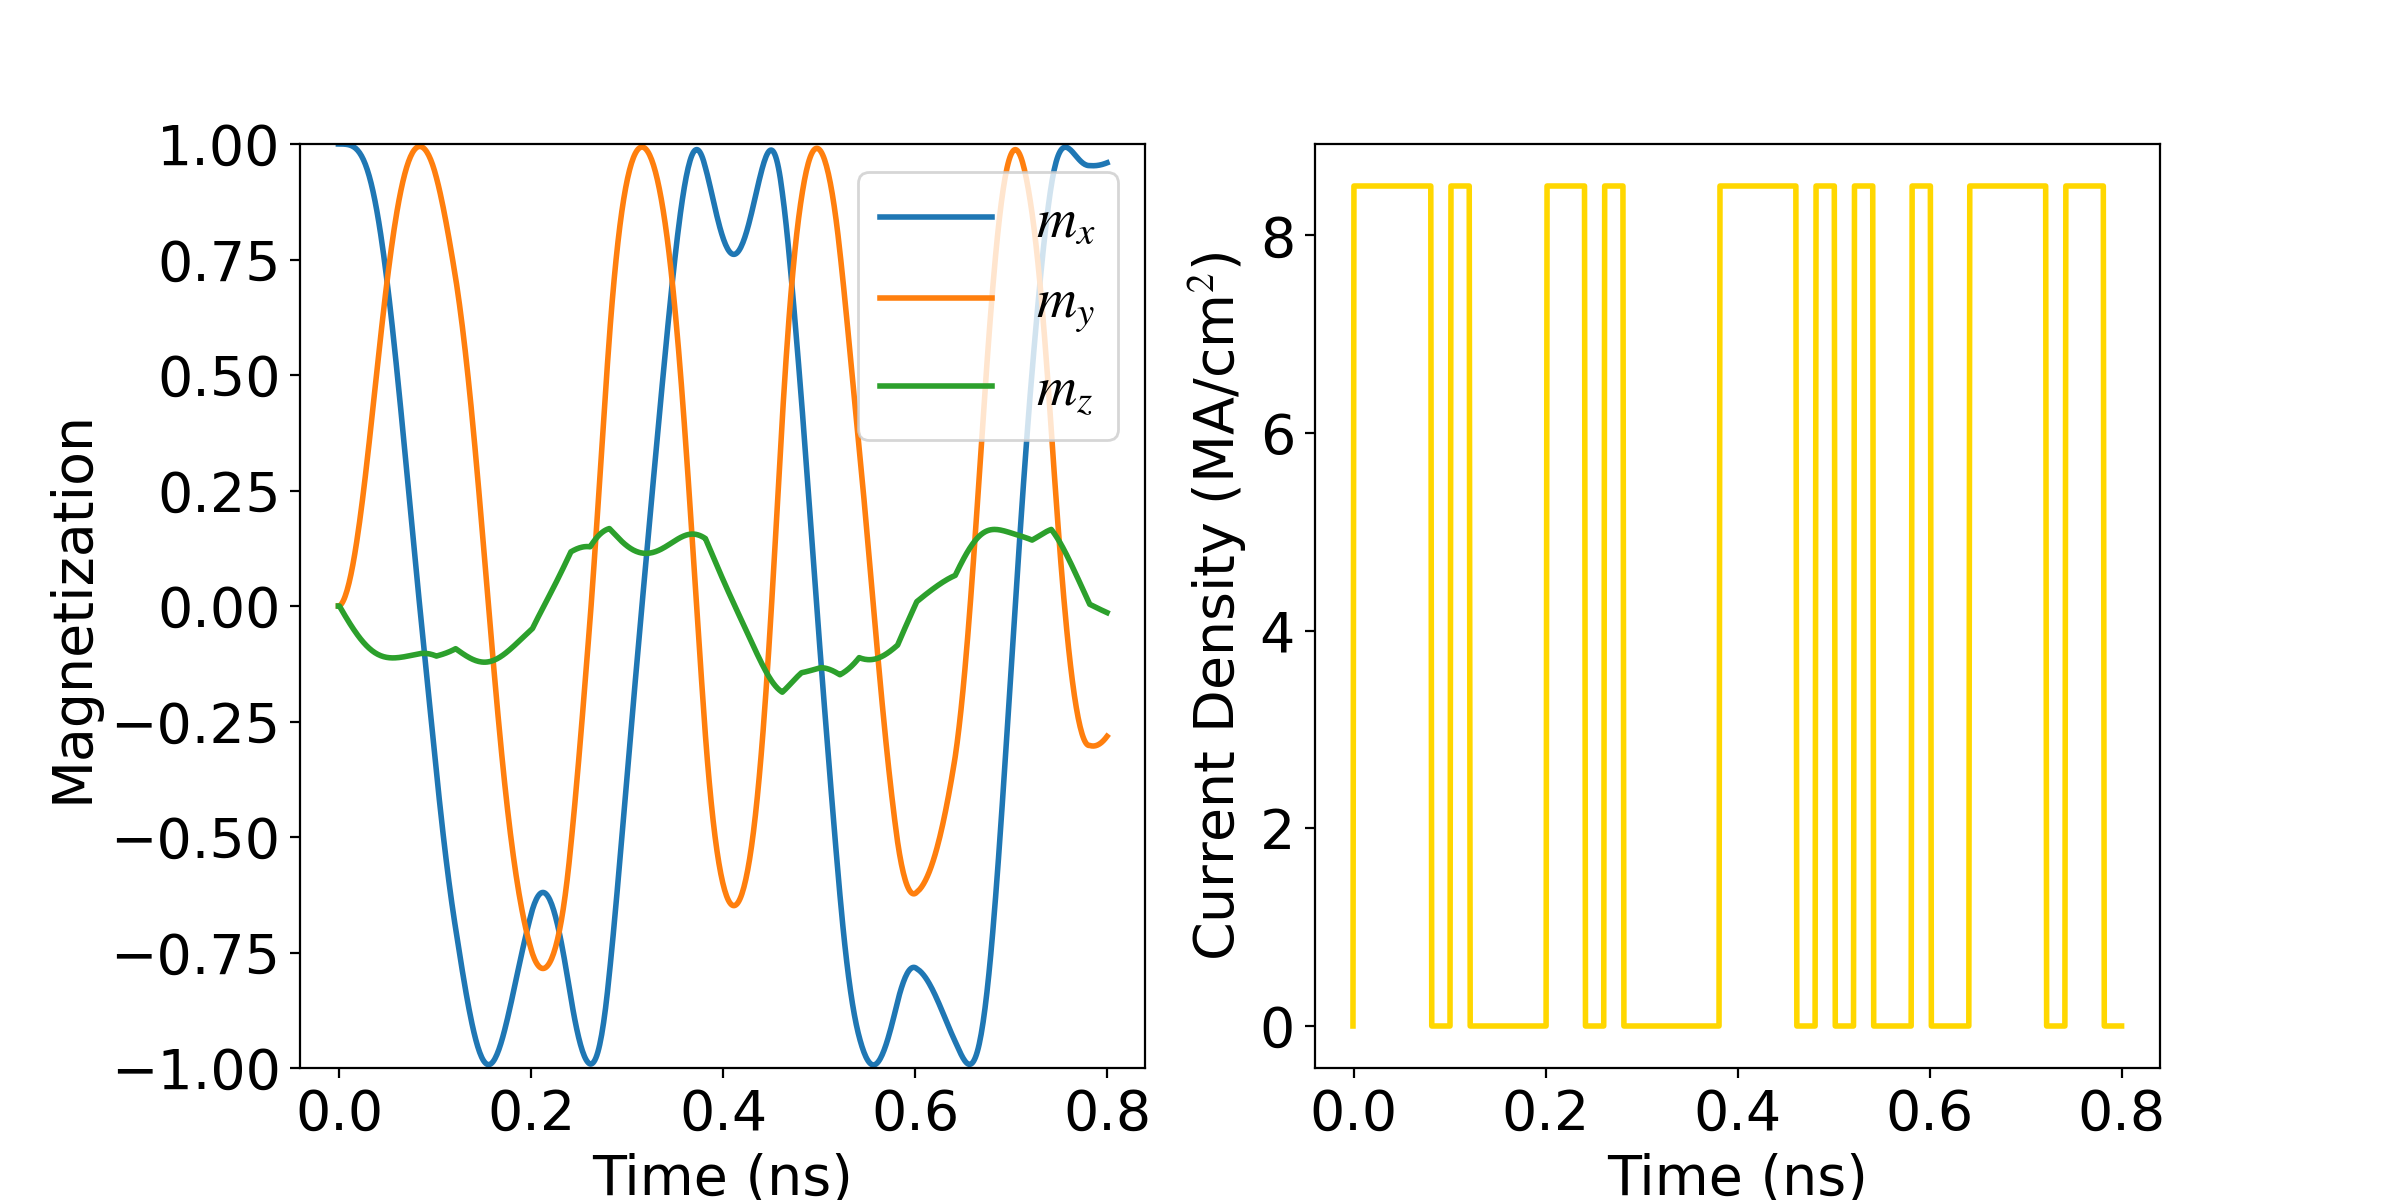 Magnetization
1.00
0.75
0.50
0.25
0.00
−0.25
−0.50
−0.75
−1.00
0.0 0.2 0.4 0.6 0.8
Time (ns)
m_x
m_y
m_z
Current Density (MA/cm²)
8
6
4
2
0
0.0 0.2 0.4 0.6 0.8
Time (ns)